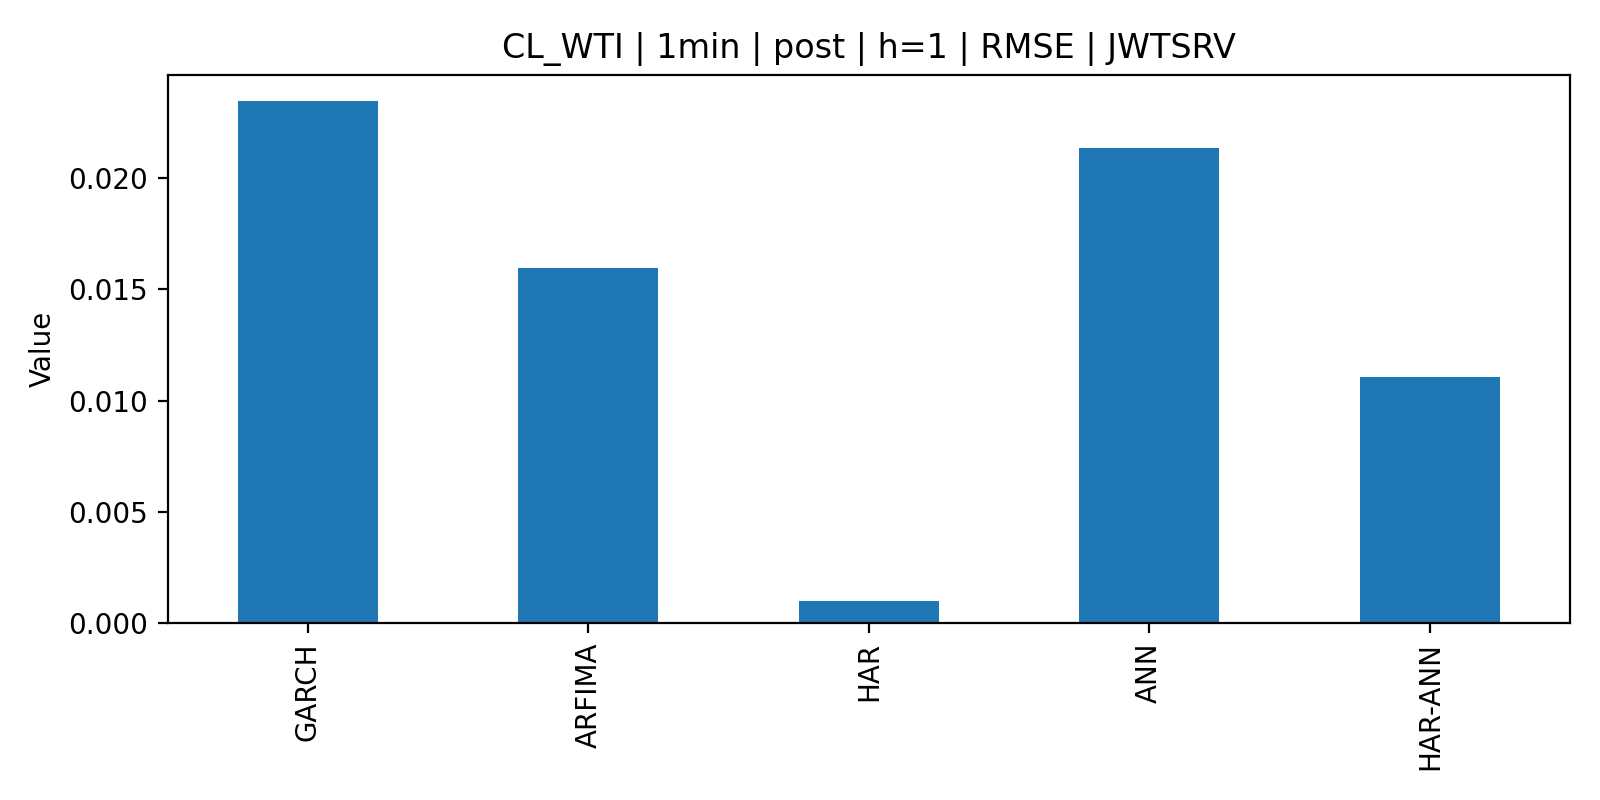 CL_WTI | 1min | post | h=1 | RMSE | JWTSRV
Value
0.020
0.015
0.010
0.005
0.000
GARCH
ARFIMA
HAR
ANN
HAR-ANN